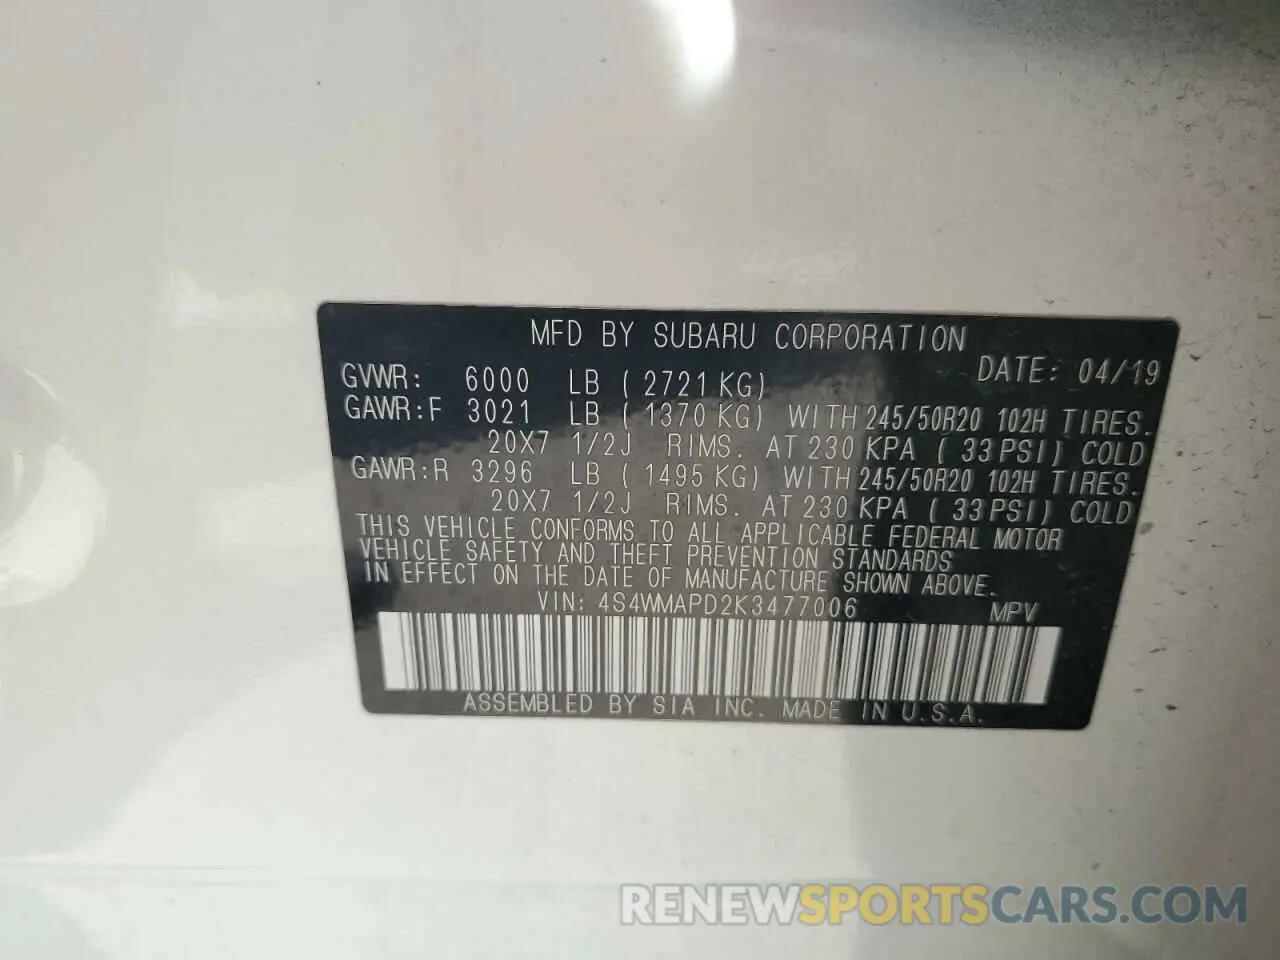 MFD BY SUBARU CORPORATION
DATE: 04/19
GVWR: 6000 LB (2721 KG)
GAWR:F 3021 LB (1370 KG) WITH 245/50R20 102H TIRES.
20X7 1/2J RIMS. AT 230 KPA (33 PSI) COLD
GAWR:R 3296 LB (1495 KG) WITH 245/50R20 102H TIRES.
20X7 1/2J RIMS. AT 230 KPA (33 PSI) COLD
THIS VEHICLE CONFORMS TO ALL APPLICABLE FEDERAL MOTOR
VEHICLE SAFETY AND THEFT PREVENTION STANDARDS
IN EFFECT ON THE DATE OF MANUFACTURE SHOWN ABOVE.
VIN: 4S4WMAPD2K3477006 MPV
ASSEMBLED BY SIA INC. MADE IN U.S.A.
RENEWSPORTSCARS.COM